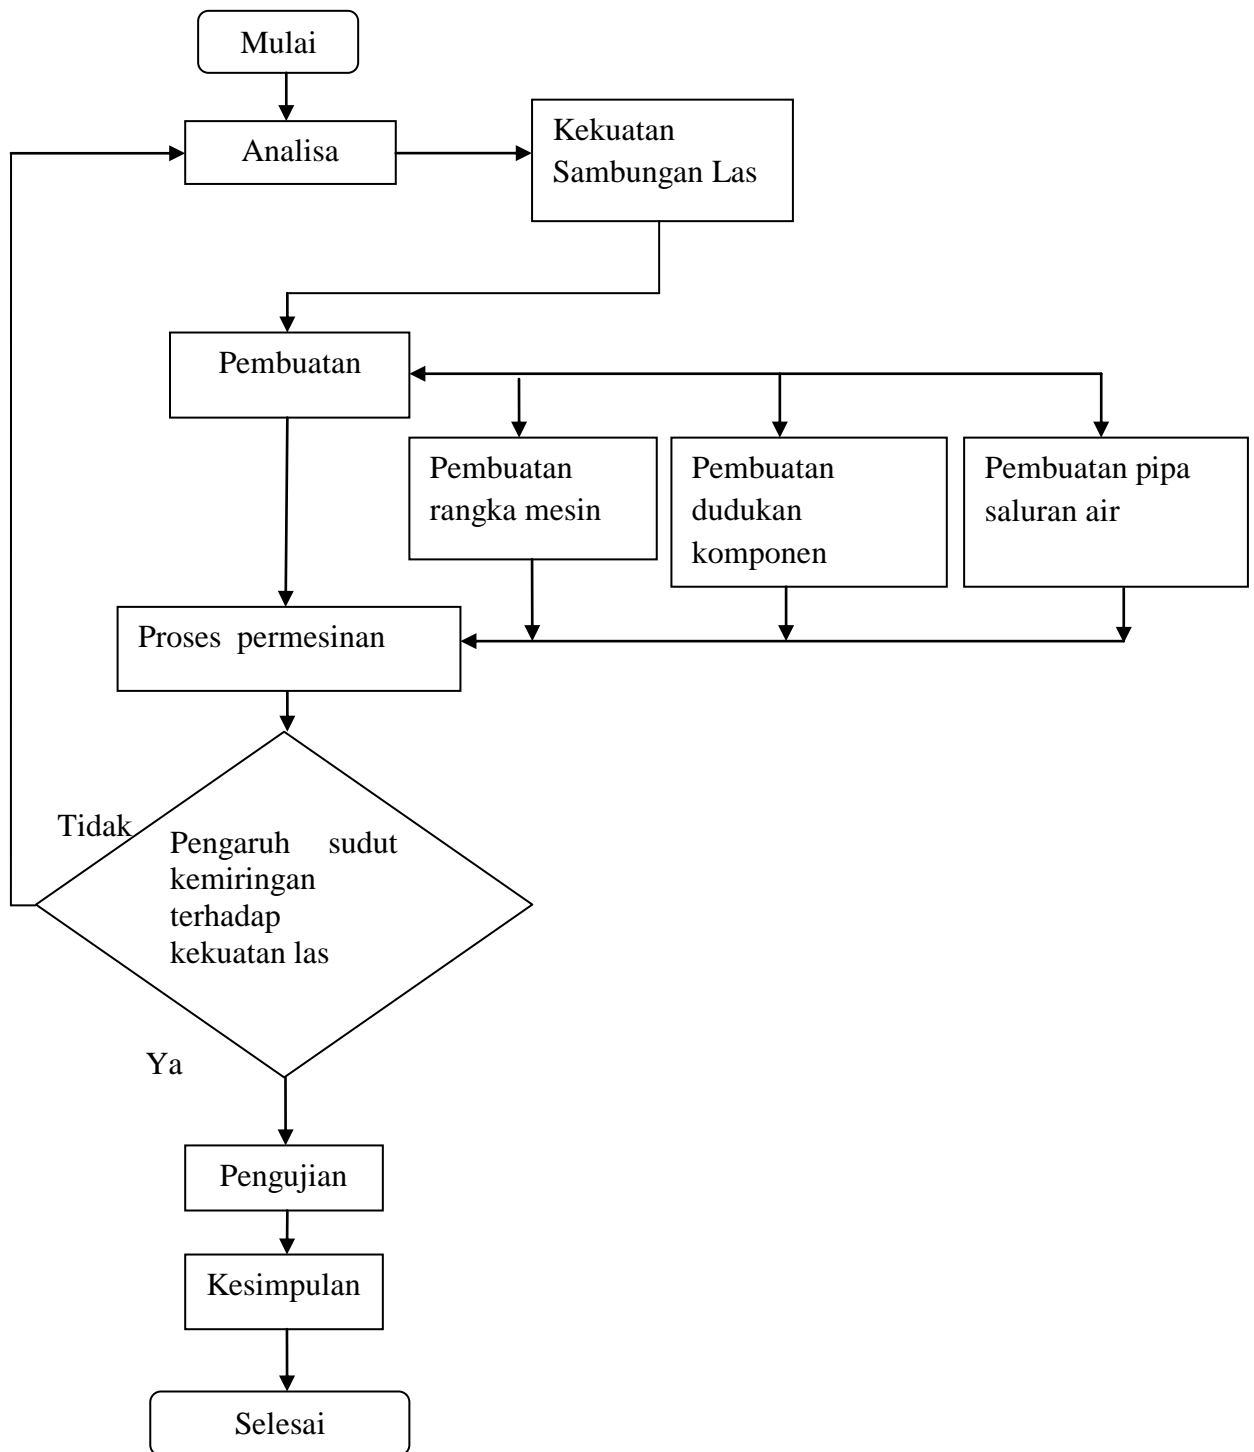 Mulai
Analisa
Kekuatan
Sambungan Las
Pembuatan
Pembuatan
rangka mesin
Pembuatan
dudukan
komponen
Pembuatan pipa
saluran air
Proses permesinan
Tidak
Pengaruh sudut
kemiringan
terhadap
kekuatan las
Ya
Pengujian
Kesimpulan
Selesai